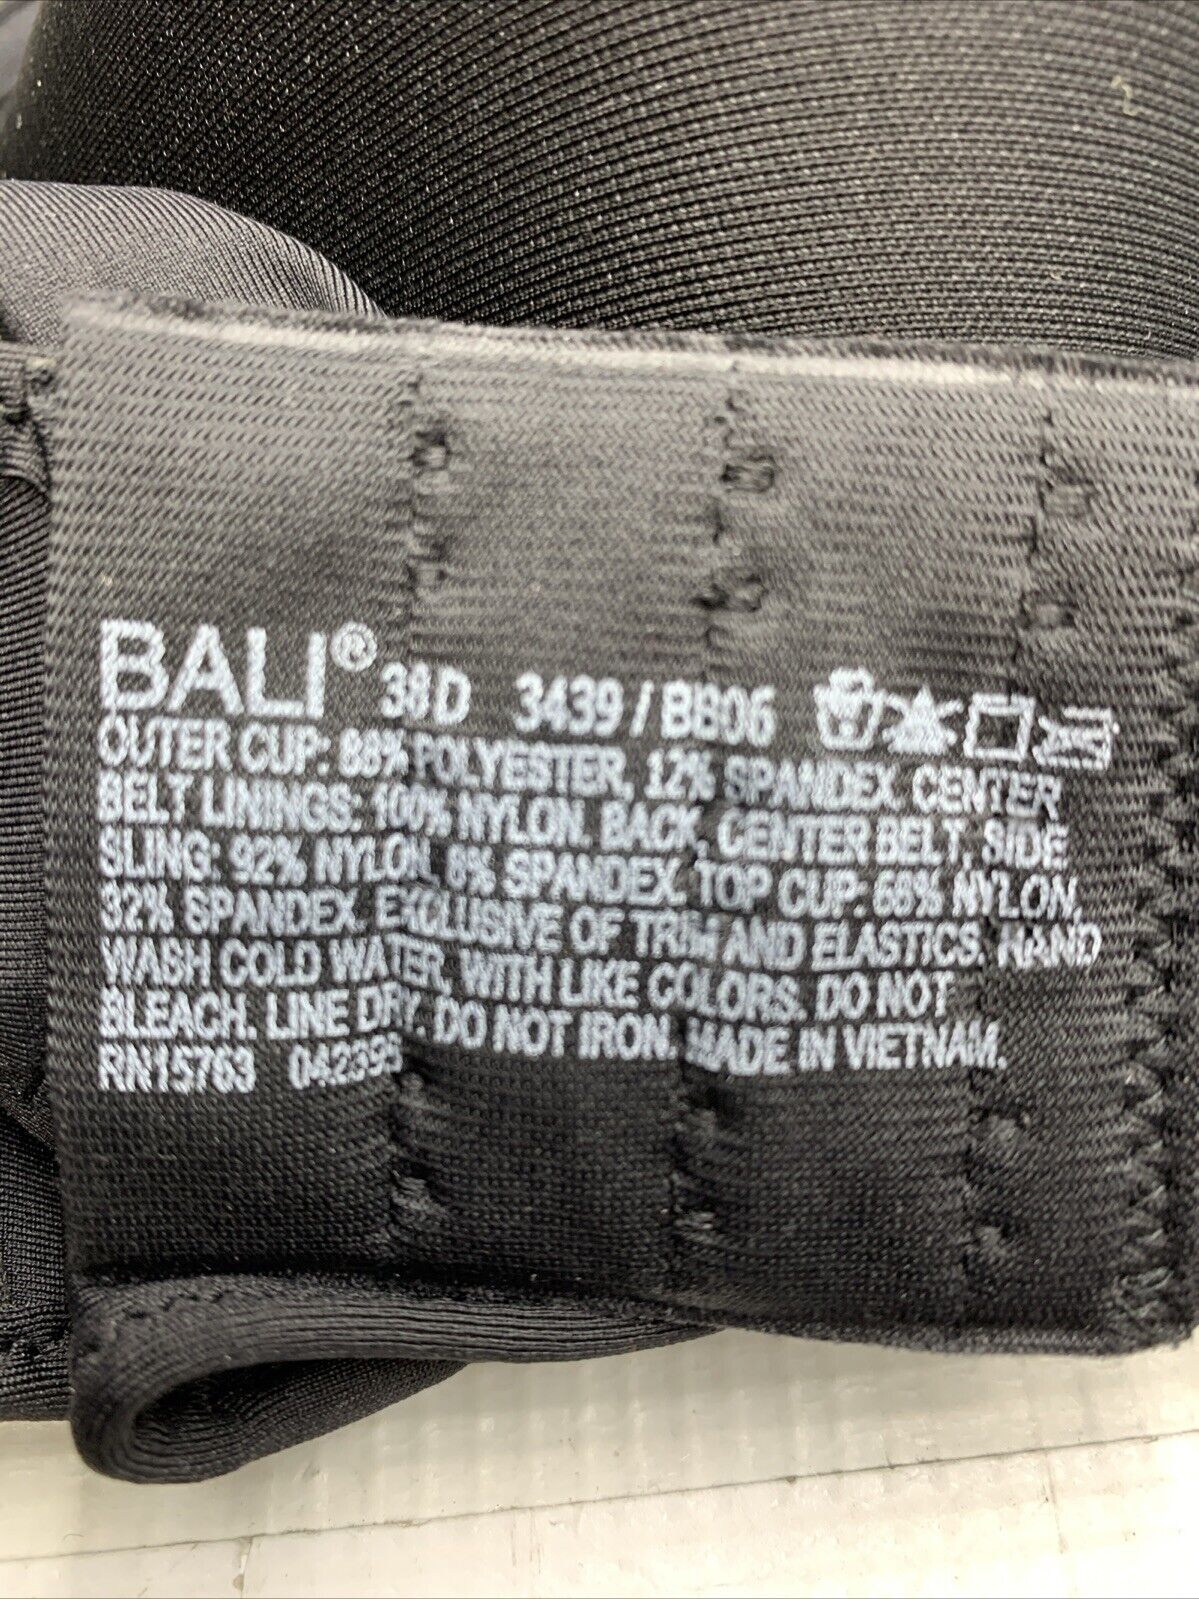 BALI® 38D 3439 / BB06
OUTER CUP: 88% POLYESTER, 12% SPANDEX. CENTER
BELT LININGS: 100% NYLON. BACK, CENTER BELT, SIDE
SLING: 92% NYLON, 8% SPANDEX. TOP CUP: 68% NYLON,
32% SPANDEX. EXCLUSIVE OF TRIM AND ELASTICS. HAND
WASH COLD WATER, WITH LIKE COLORS. DO NOT
BLEACH. LINE DRY. DO NOT IRON. MADE IN VIETNAM.
RN15763